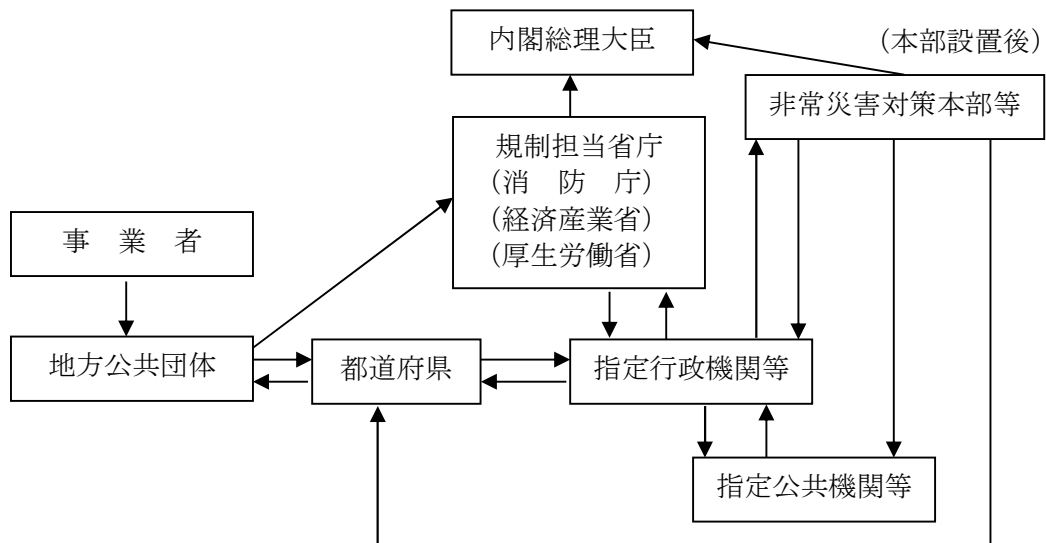 内閣総理大臣
（本部設置後）
非常災害対策本部等
規制担当省庁
（消　防　庁）
（経済産業省）
（厚生労働省）
事　業　者
地方公共団体
都道府県
指定行政機関等
指定公共機関等